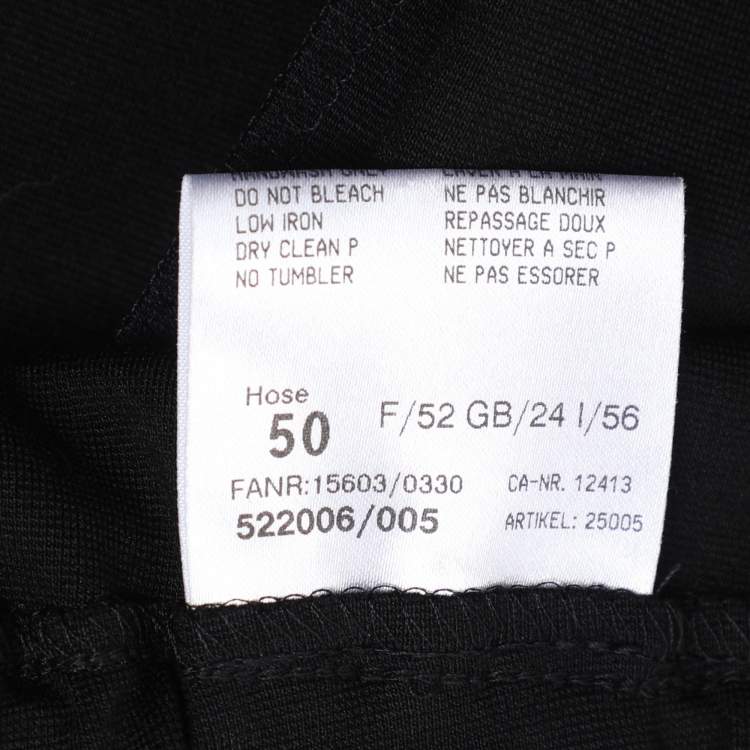 DO NOT BLEACH NE PAS BLANCHIR
LOW IRON REPASSAGE DOUX
DRY CLEAN P NETTOYER A SEC P
NO TUMBLER NE PAS ESSORER
Hose
50 F/52 GB/24 I/56
FANR:15603/0330 CA-NR. 12413
522006/005 ARTIKEL: 25005